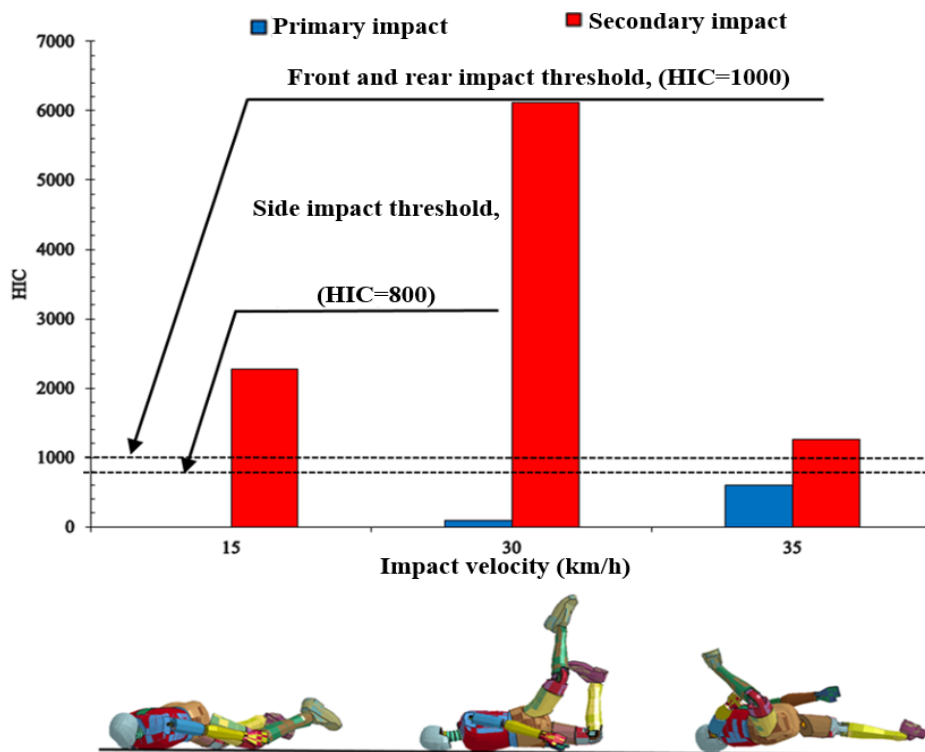 Primary impact
Secondary impact
Front and rear impact threshold, (HIC=1000)
Side impact threshold,
(HIC=800)
HIC
7000
6000
5000
4000
3000
2000
1000
0
15 30 35
Impact velocity (km/h)